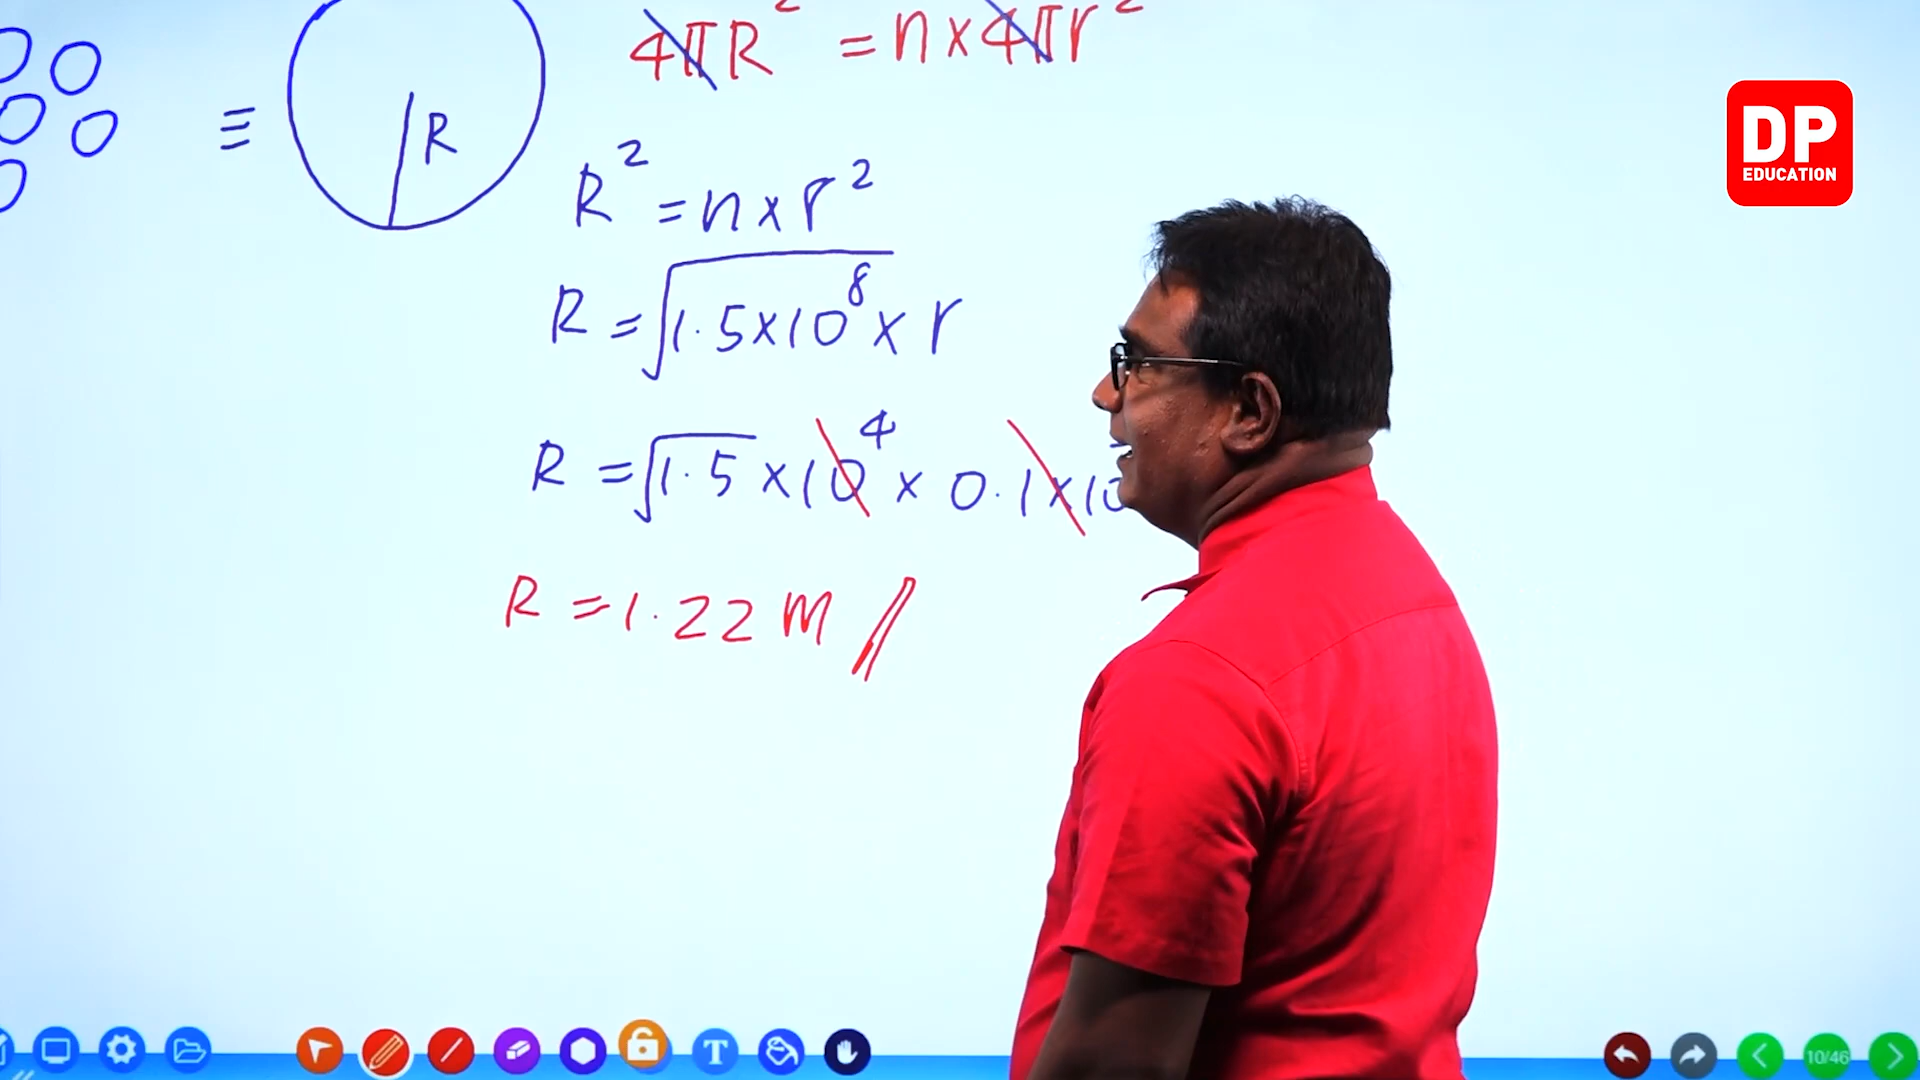 4πR² = n×4πr²
DP
EDUCATION
≡ R
R² = n×r²
R = √1.5×10⁸ × r
R = √1.5 ×10⁴ × 0.1×10
R = 1.22 m //
T
10/46